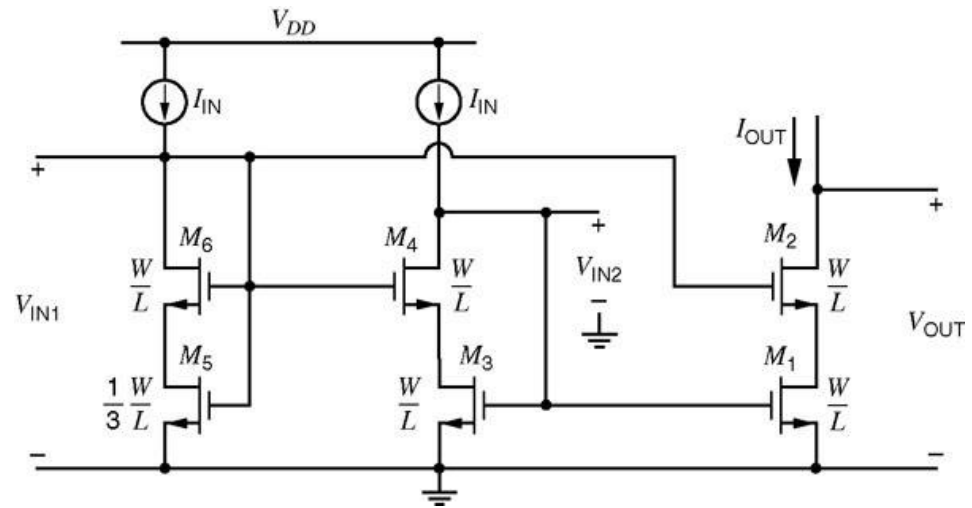 V_DD
I_IN
I_IN
I_OUT
+
+
M_6
M_4
+
M_2
W/L
W/L
V_IN2
W/L
V_IN1
−
V_OUT
M_5
M_3
M_1
1/3 W/L
W/L
W/L
−
−